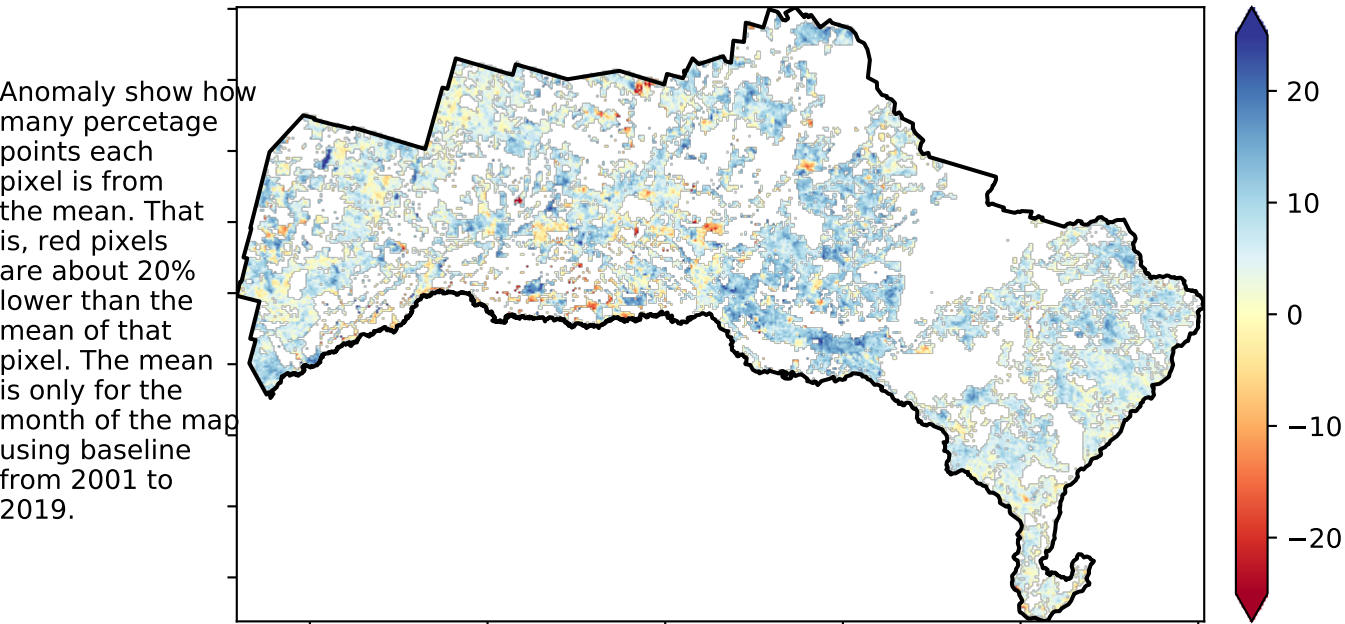 Anomaly show how
many percetage
points each
pixel is from
the mean. That
is, red pixels
are about 20%
lower than the
mean of that
pixel. The mean
is only for the
month of the map
using baseline
from 2001 to
2019.
20
10
0
−10
−20